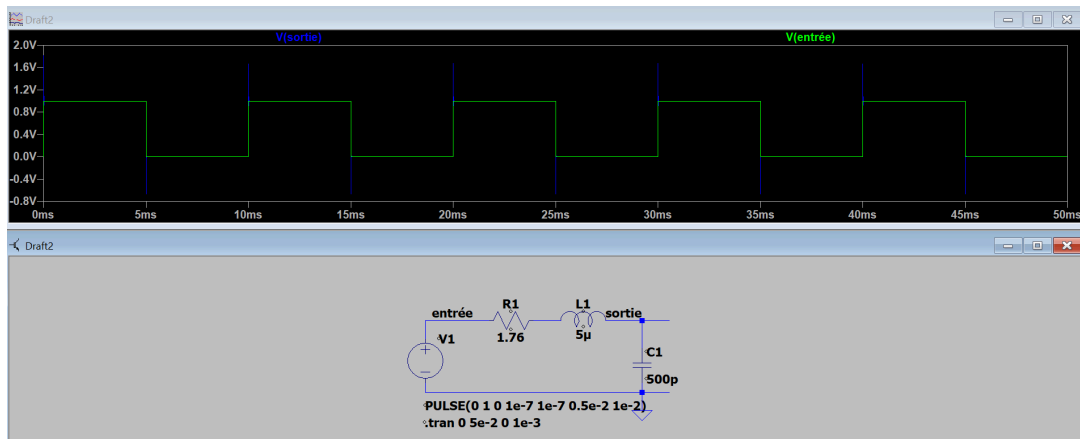 Draft2
V(sortie) V(entrée)
2.0V
1.6V
1.2V
0.8V
0.4V
0.0V
-0.4V
-0.8V
0ms 5ms 10ms 15ms 20ms 25ms 30ms 35ms 40ms 45ms 50ms
Draft2
entrée R1 L1 sortie
V1 1.76 5µ C1
500p
PULSE(0 1 0 1e-7 1e-7 0.5e-2 1e-2)
.tran 0 5e-2 0 1e-3